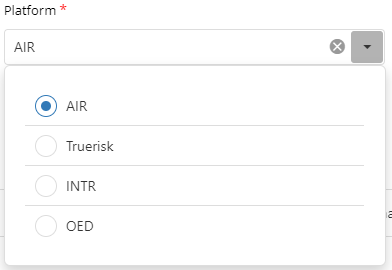 Platform *
AIR
AIR
Truerisk
INTR
OED